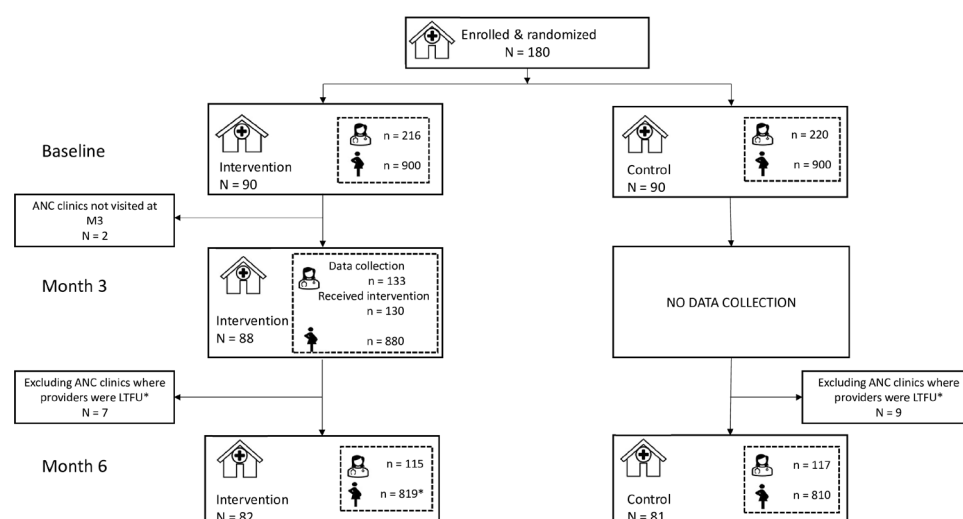 Enrolled & randomized
N = 180
Baseline
Intervention
N = 90
n = 216
n = 900
Control
N = 90
n = 220
n = 900
ANC clinics not visited at
M3
N = 2
Month 3
Intervention
N = 88
Data collection
n = 133
Received intervention
n = 130
n = 880
NO DATA COLLECTION
Excluding ANC clinics where
providers were LTFU*
N = 7
Excluding ANC clinics where
providers were LTFU*
N = 9
Month 6
Intervention
N = 82
n = 115
n = 819*
Control
N = 81
n = 117
n = 810